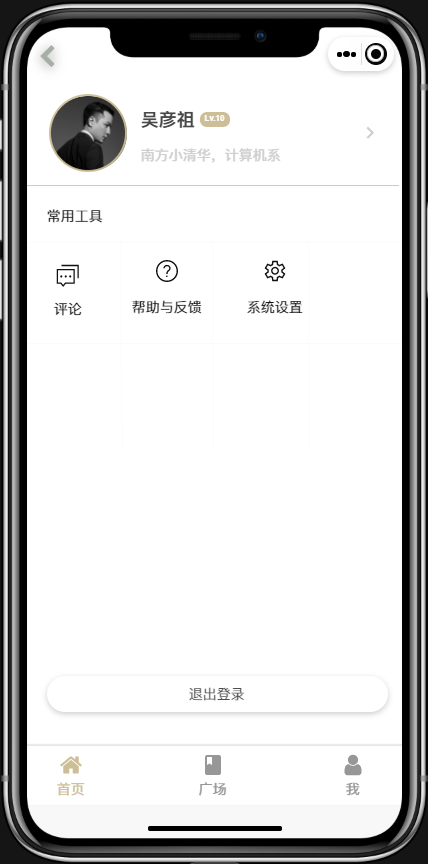 吴彦祖 Lv.10
南方小清华，计算机系
常用工具
评论 帮助与反馈 系统设置
退出登录
首页 广场 我